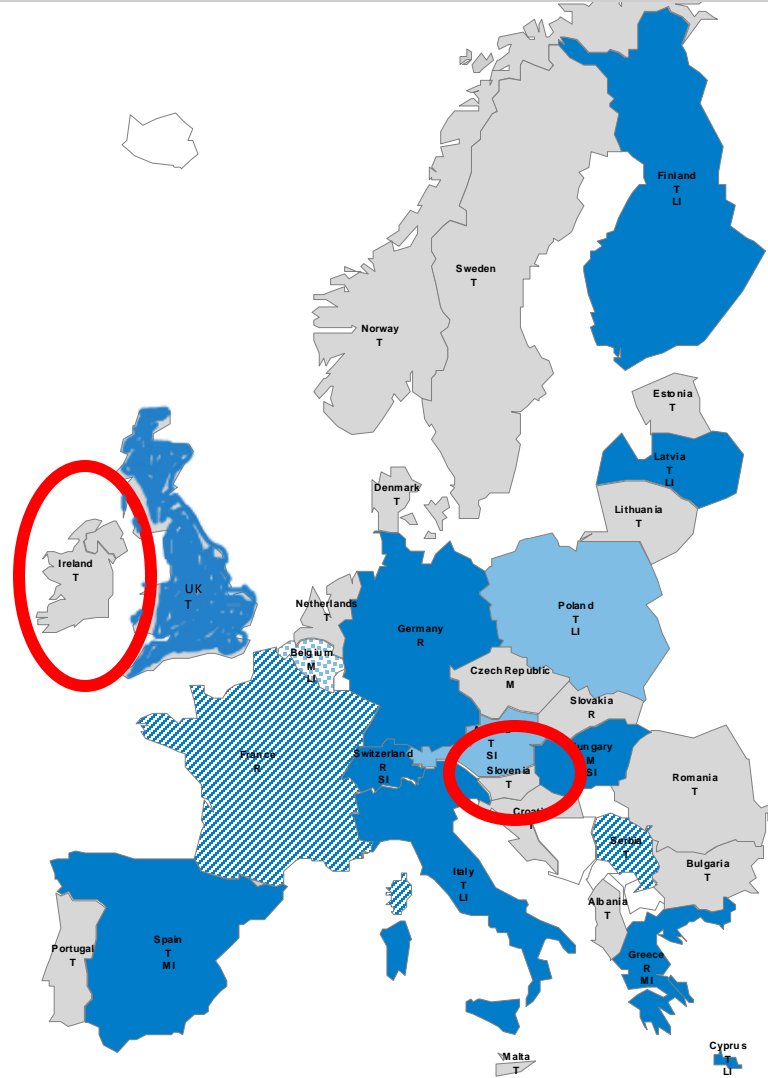 Finland
T
LI
Sweden
T
Norway
T
Estonia
T
Latvia
T
LI
Denmark
T
Lithuania
T
Ireland
T
UK
T
Netherlands
T
Germany
R
Poland
T
LI
Belgium
M
LI
Czech Republic
M
Slovakia
R
France
R
Switzerland
R
SI
T
SI
Slovenia
T
M
SI
Romania
T
Serbia
T
Bulgaria
T
Italy
T
LI
Albania
T
Portugal
T
Spain
T
MI
Greece
R
MI
Malta
T
Cyprus
T
LI